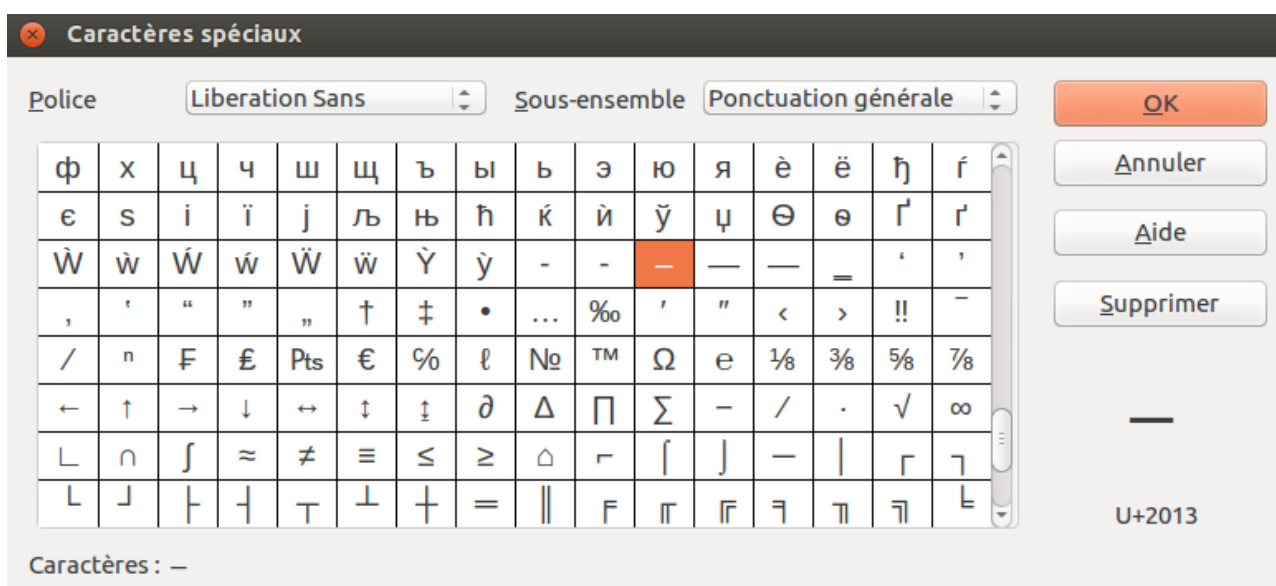 Caractères spéciaux
Police Liberation Sans Sous-ensemble Ponctuation générale
OK
Annuler
Aide
Supprimer
ф х ц ч ш щ ъ ы ь э ю я ѐ ё ђ ѓ
є ѕ і ї ј љ њ ћ ќ ѝ ў џ Ѳ ѳ Ґ ґ
Ẁ ẁ Ẃ ẃ Ẅ ẅ Ỳ ỳ ‐ ‑ – — ― ‗ ‘ ’
‚ ‛ “ ” „ † ‡ • … ‰ ′ ″ ‹ › ‼ ‾
⁄ ⁿ ₣ ₤ ₧ € ℅ ℓ № ™ Ω ℮ ⅛ ⅜ ⅝ ⅞
← ↑ → ↓ ↔ ↕ ↨ ∂ ∆ ∏ ∑ − ∕ ∙ √ ∞
∟ ∩ ∫ ≈ ≠ ≡ ≤ ≥ ⌂ ⌐ ⌠ ⌡ ─ │ ┌ ┐
└ ┘ ├ ┤ ┬ ┴ ┼ ═ ║ ╒ ╓ ╔ ╕ ╖ ╗ ╘
–
U+2013
Caractères : –